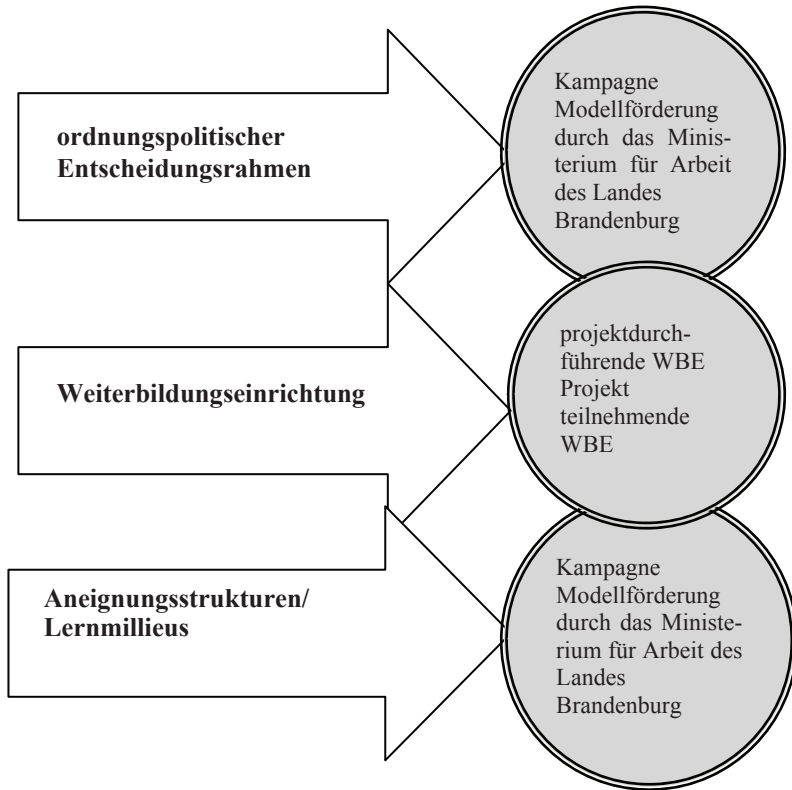 ordnungspolitischer
Entscheidungsrahmen
Kampagne
Modellförderung
durch das Minis-
terium für Arbeit
des Landes
Brandenburg
Weiterbildungseinrichtung
projektdurch-
führende WBE
Projekt
teilnehmende
WBE
Aneignungsstrukturen/
Lernmillieus
Kampagne
Modellförderung
durch das Ministe-
rium für Arbeit des
Landes
Brandenburg